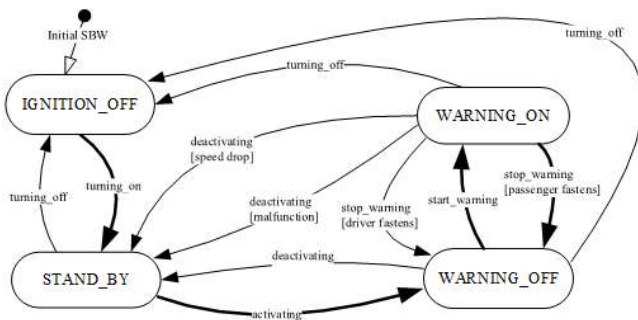 Initial SBW
turning_off
turning_off
IGNITION_OFF
WARNING_ON
deactivating
[speed drop]
turning_on
stop_warning
[passenger fastens]
turning_off
deactivating
[malfunction]
start_warning
stop_warning
[driver fastens]
deactivating
STAND_BY
WARNING_OFF
activating